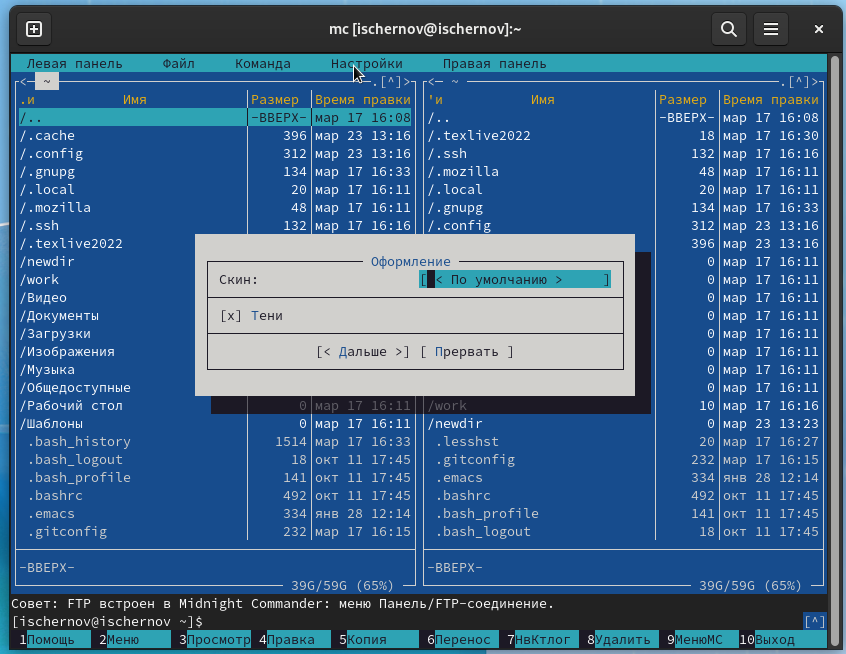 mc [ischernov@ischernov]:~
Левая панель Файл Команда Настройки Правая панель
<─ ~ .[^]> <─ ~ .[^]>
.и Имя Размер Время правки 'и Имя Размер Время правки
/.. -ВВЕРХ- мар 17 16:08 /.. -ВВЕРХ- мар 17 16:08
/.cache 396 мар 23 13:16 /.texlive2022 18 мар 17 16:30
/.config 312 мар 23 13:16 /.ssh 132 мар 17 16:16
/.gnupg 134 мар 17 16:33 /.mozilla 48 мар 17 16:11
/.local 20 мар 17 16:11 /.local 20 мар 17 16:11
/.mozilla 48 мар 17 16:11 /.gnupg 134 мар 17 16:33
/.ssh 132 мар 17 16:16 /.config 312 мар 23 13:16
/.texlive2022 396 мар 23 13:16
/newdir Оформление 0 мар 17 16:11
/work Скин: [ < По умолчанию > ] 0 мар 17 16:11
/Видео 0 мар 17 16:11
/Документы [x] Тени 0 мар 17 16:11
/Загрузки 0 мар 17 16:11
/Изображения [< Дальше >] [ Прервать ] 0 мар 17 16:11
/Музыка 0 мар 17 16:11
/Общедоступные 0 мар 17 16:11
/Рабочий стол 0 мар 17 16:11 /work 10 мар 17 16:16
/Шаблоны 0 мар 17 16:11 /newdir 0 мар 23 13:23
.bash_history 1514 мар 17 16:33 .lesshst 20 мар 17 16:27
.bash_logout 18 окт 11 17:45 .gitconfig 232 мар 17 16:15
.bash_profile 141 окт 11 17:45 .emacs 334 янв 28 12:14
.bashrc 492 окт 11 17:45 .bashrc 492 окт 11 17:45
.emacs 334 янв 28 12:14 .bash_profile 141 окт 11 17:45
.gitconfig 232 мар 17 16:15 .bash_logout 18 окт 11 17:45
-ВВЕРХ- -ВВЕРХ-
39G/59G (65%) 39G/59G (65%)
Совет: FTP встроен в Midnight Commander: меню Панель/FTP-соединение.
[ischernov@ischernov ~]$ [^]
1Помощь 2Меню 3Просмотр 4Правка 5Копия 6Перенос 7НвКтлог 8Удалить 9МенюМС 10Выход